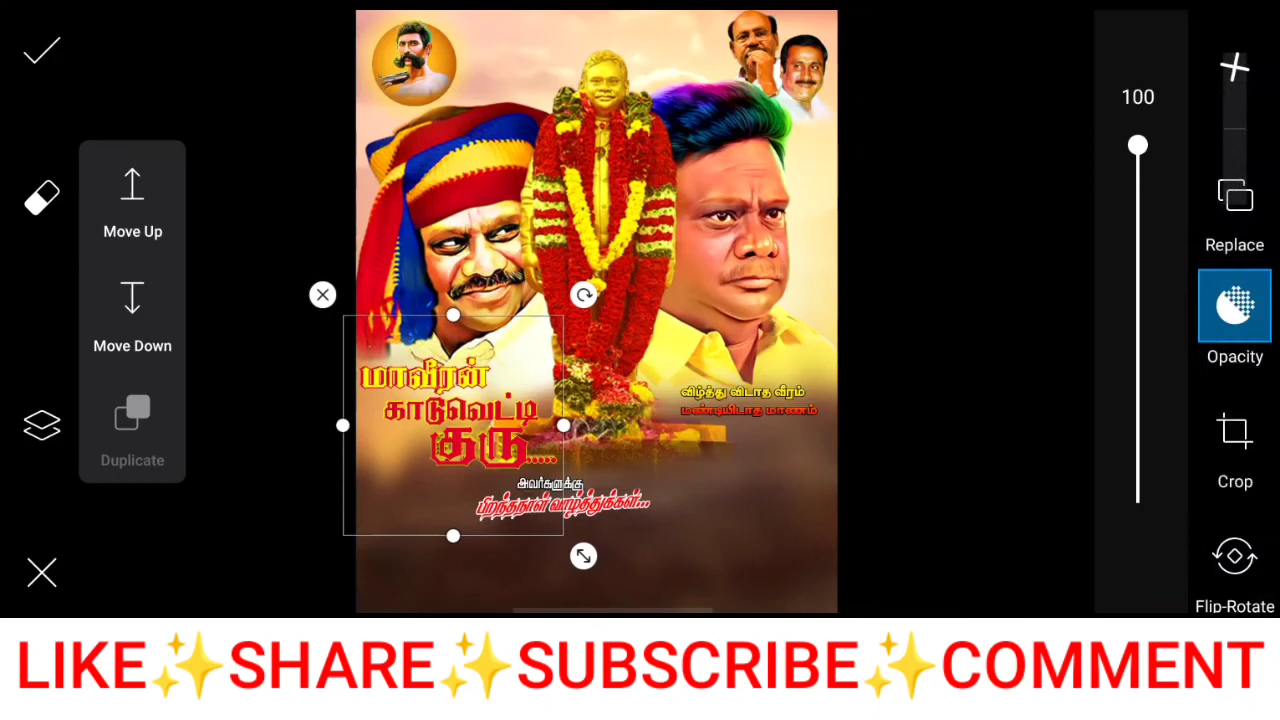 100
Move Up
Replace
Move Down
Opacity
Duplicate
Crop
Flip-Rotate
மாவீரன்
காடுவெட்டி
குரு.....
அவர்களுக்கு
பிறந்தநாள் வாழ்த்துக்கள்...
வீழ்த்து விடாத வீரம்
மண்டியிடாத மாணம்
LIKE✨SHARE✨SUBSCRIBE✨COMMENT